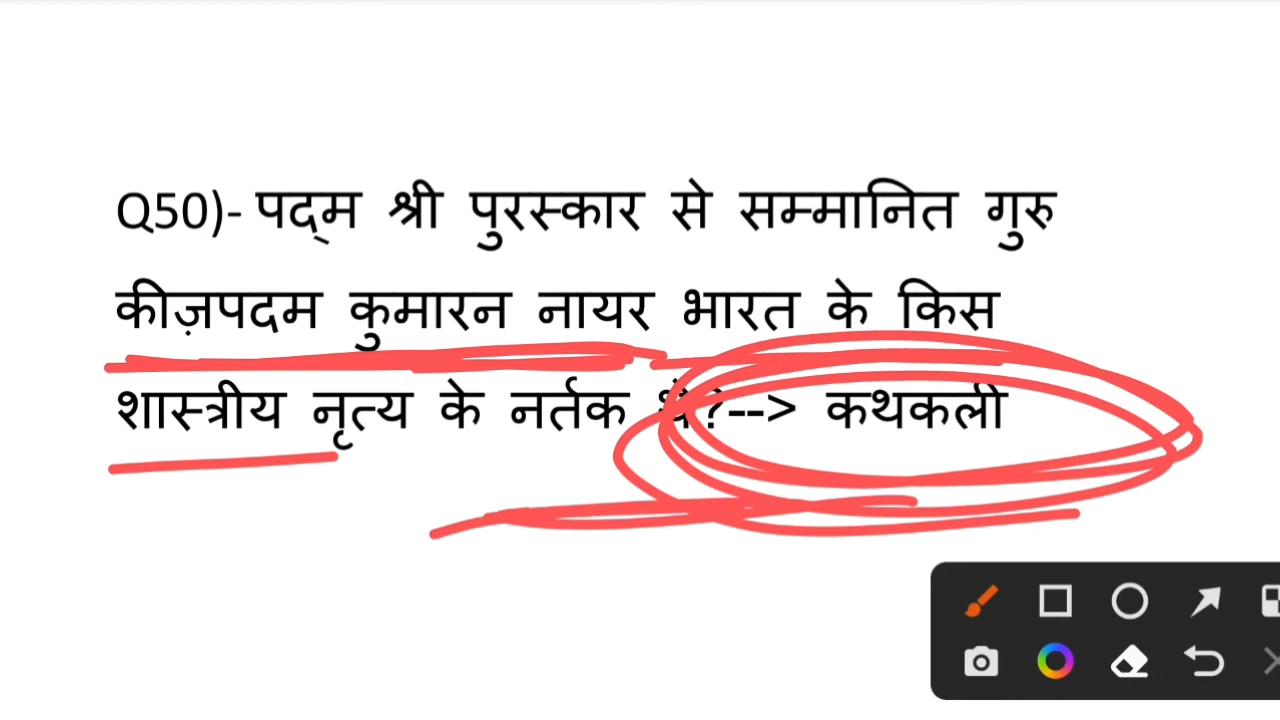 Q50)- पद्म श्री पुरस्कार से सम्मानित गुरु
कीज़पदम कुमारन नायर भारत के किस
शास्त्रीय नृत्य के नर्तक थे?--> कथकली